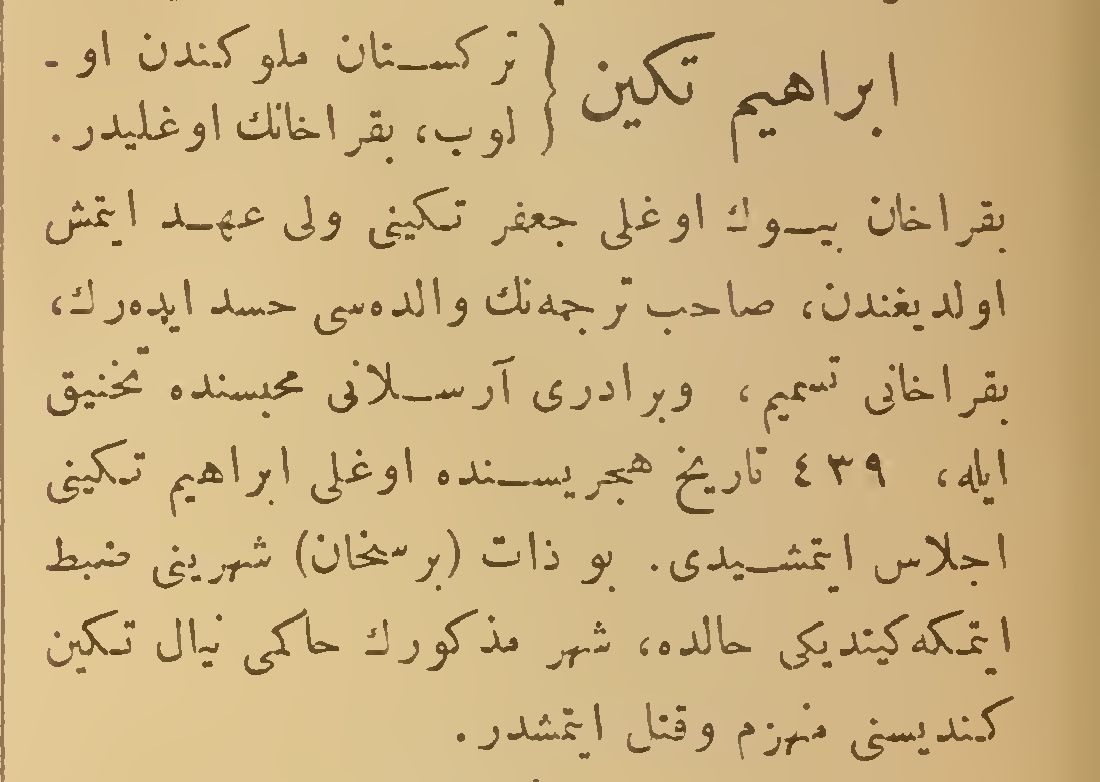 ابراهيم تكين { تركستان ملوكندن او-
لوب، بقراخانك اوغليدر.
بقراخان بيوك اوغلى جعفر تكينى ولى عهد ايتمش
اولديغندن، صاحب ترجمه‌نك والده‌سى حسد ايده‌رك،
بقراخانى تسميم، وبرادرى آرسلانى محبسنده تخنيق
ايله، ٤٣٩ تاريخ هجريسنده اوغلى ابراهيم تكينى
اجلاس ايتمشيدى. بو ذات (برسخان) شهرينى ضبط
ايتمكه كيتديكى حالده، شهر مذكورك حاكمى نيال تكين
كنديسنى منهزم وقتل ايتمشدر.